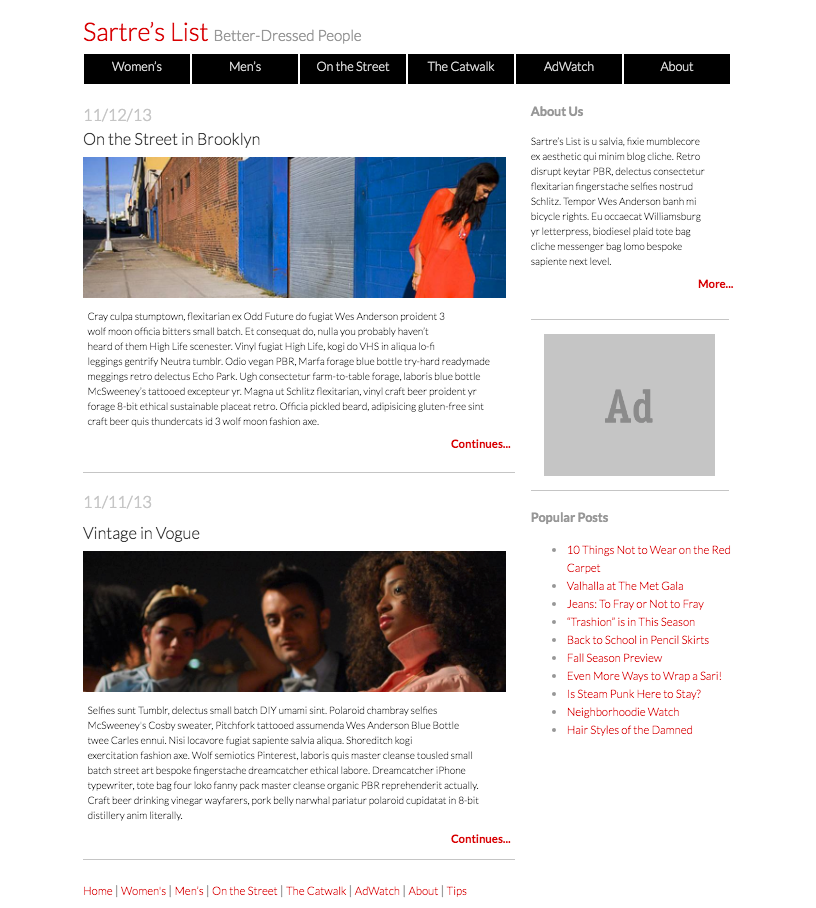 Sartre's List Better-Dressed People
Women's Men's On the Street The Catwalk AdWatch About
11/12/13
On the Street in Brooklyn
Cray culpa stumptown, flexitarian ex Odd Future do fugiat Wes Anderson proident 3
wolf moon officia bitters small batch. Et consequat do, nulla you probably haven't
heard of them High Life scenester. Vinyl fugiat High Life, kogi do VHS in aliqua lo-fi
leggings gentrify Neutra tumblr. Odio vegan PBR, Marfa forage blue bottle try-hard readymade
meggings retro delectus Echo Park. Ugh consectetur farm-to-table forage, laboris blue bottle
McSweeney's tattooed excepteur yr. Magna ut Schlitz flexitarian, vinyl craft beer proident yr
forage 8-bit ethical sustainable placeat retro. Officia pickled beard, adipisicing gluten-free sint
craft beer quis thundercats id 3 wolf moon fashion axe.
Continues...
11/11/13
Vintage in Vogue
Selfies sunt Tumblr, delectus small batch DIY umami sint. Polaroid chambray selfies
McSweeney's Cosby sweater, Pitchfork tattooed assumenda Wes Anderson Blue Bottle
twee Carles ennui. Nisi locavore fugiat sapiente salvia aliqua. Shoreditch kogi
exercitation fashion axe. Wolf semiotics Pinterest, laboris quis master cleanse tousled small
batch street art bespoke fingerstache dreamcatcher ethical labore. Dreamcatcher iPhone
typewriter, tote bag four loko fanny pack master cleanse organic PBR reprehenderit actually.
Craft beer drinking vinegar wayfarers, pork belly narwhal pariatur polaroid cupidatat in 8-bit
distillery anim literally.
Continues...
About Us
Sartre's List is u salvia, fixie mumblecore
ex aesthetic qui minim blog cliche. Retro
disrupt keytar PBR, delectus consectetur
flexitarian fingerstache selfies nostrud
Schlitz. Tempor Wes Anderson banh mi
bicycle rights. Eu occaecat Williamsburg
yr letterpress, biodiesel plaid tote bag
cliche messenger bag lomo bespoke
sapiente next level.
More...
Ad
Popular Posts
10 Things Not to Wear on the Red
Carpet
Valhalla at The Met Gala
Jeans: To Fray or Not to Fray
“Trashion” is in This Season
Back to School in Pencil Skirts
Fall Season Preview
Even More Ways to Wrap a Sari!
Is Steam Punk Here to Stay?
Neighborhoodie Watch
Hair Styles of the Damned
Home | Women's | Men's | On the Street | The Catwalk | AdWatch | About | Tips